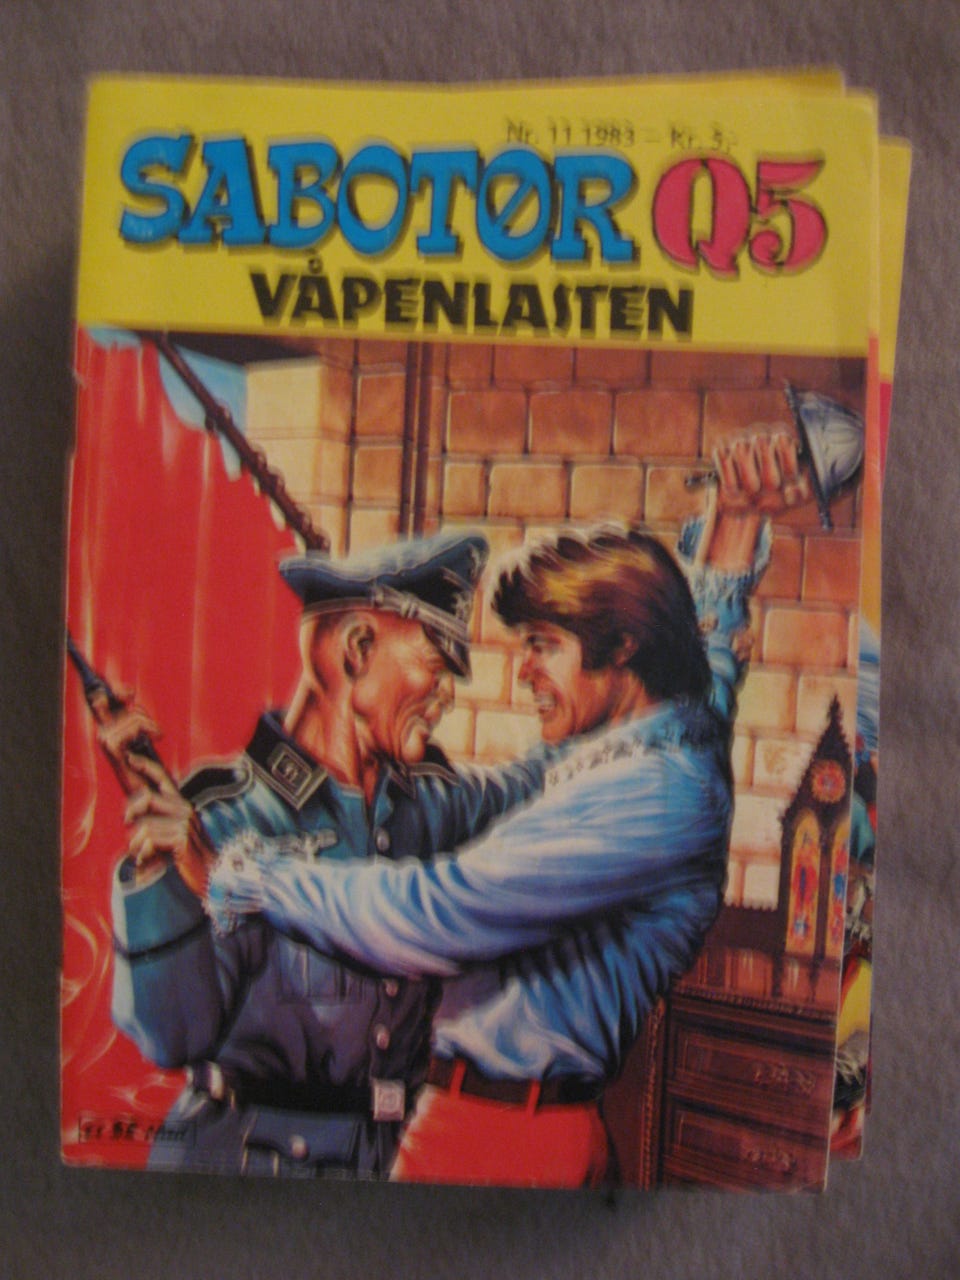 Nr. 11 1983 – Kr. 5,-
SABOTØR Q5
VÅPENLASTEN